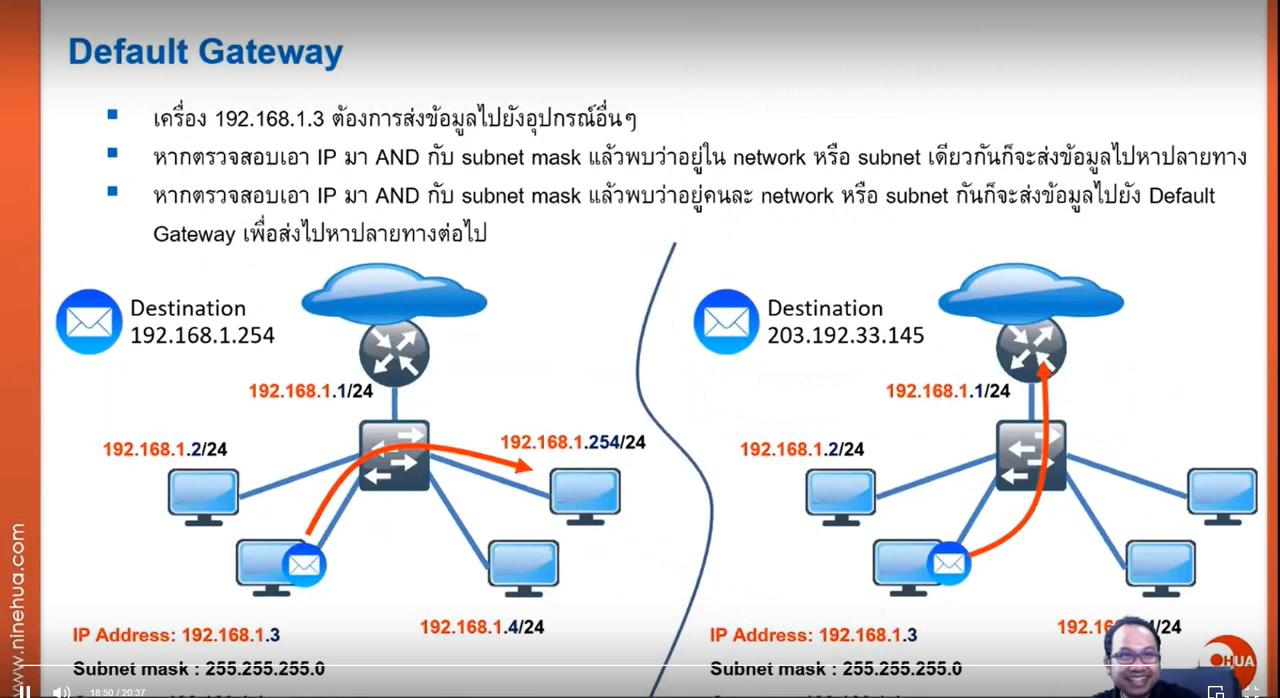 Default Gateway
เครื่อง 192.168.1.3 ต้องการส่งข้อมูลไปยังอุปกรณ์อื่นๆ
หากตรวจสอบเอา IP มา AND กับ subnet mask แล้วพบว่าอยู่ใน network หรือ subnet เดียวกันก็จะส่งข้อมูลไปหาปลายทาง
หากตรวจสอบเอา IP มา AND กับ subnet mask แล้วพบว่าอยู่คนละ network หรือ subnet กันก็จะส่งข้อมูลไปยัง Default
Gateway เพื่อส่งไปหาปลายทางต่อไป
Destination
192.168.1.254
192.168.1.1/24
192.168.1.2/24
192.168.1.254/24
192.168.1.4/24
IP Address: 192.168.1.3
Subnet mask : 255.255.255.0
Destination
203.192.33.145
192.168.1.1/24
192.168.1.2/24
/24
IP Address: 192.168.1.3
Subnet mask : 255.255.255.0
www.ninehua.com
HUA
18:50 / 20:37